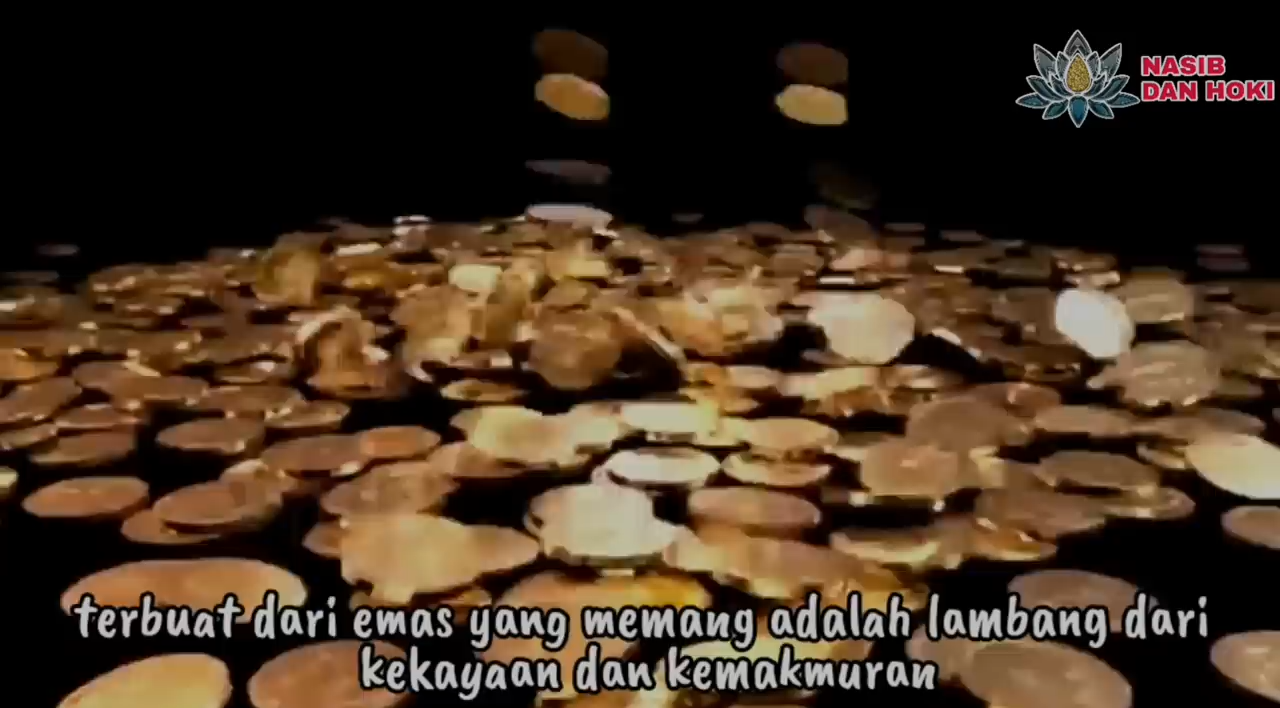 NASIB
DAN HOKI
terbuat dari emas yang memang adalah lambang dari
kekayaan dan kemakmuran